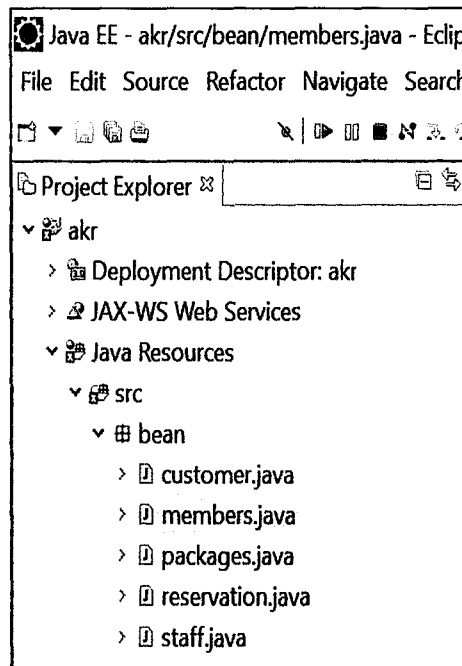 Java EE - akr/src/bean/members.java - Eclip
File Edit Source Refactor Navigate Search
Project Explorer
akr
Deployment Descriptor: akr
JAX-WS Web Services
Java Resources
src
bean
customer.java
members.java
packages.java
reservation.java
staff.java